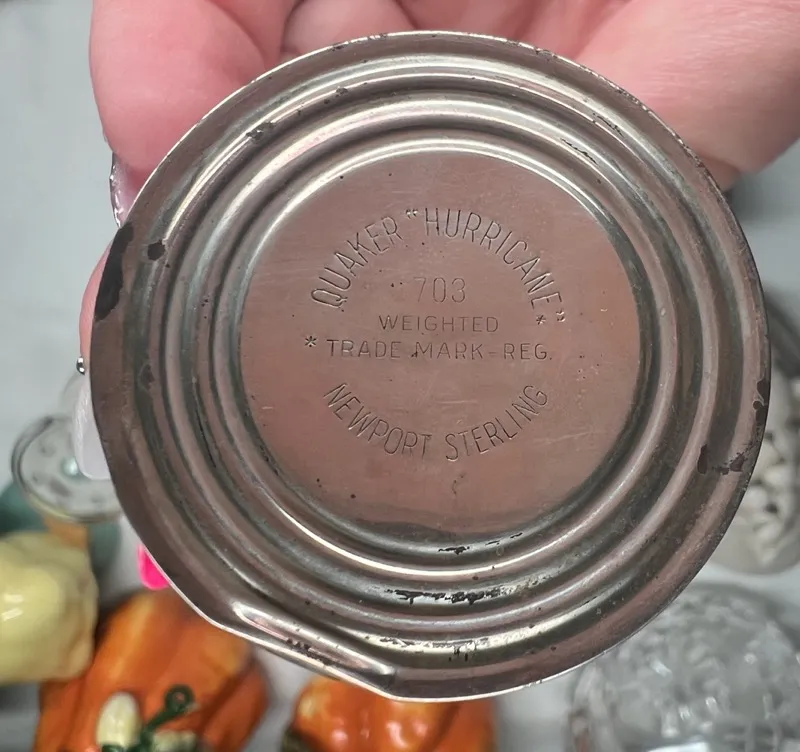 QUAKER "HURRICANE"
703
WEIGHTED
* TRADE MARK-REG. *
NEWPORT STERLING